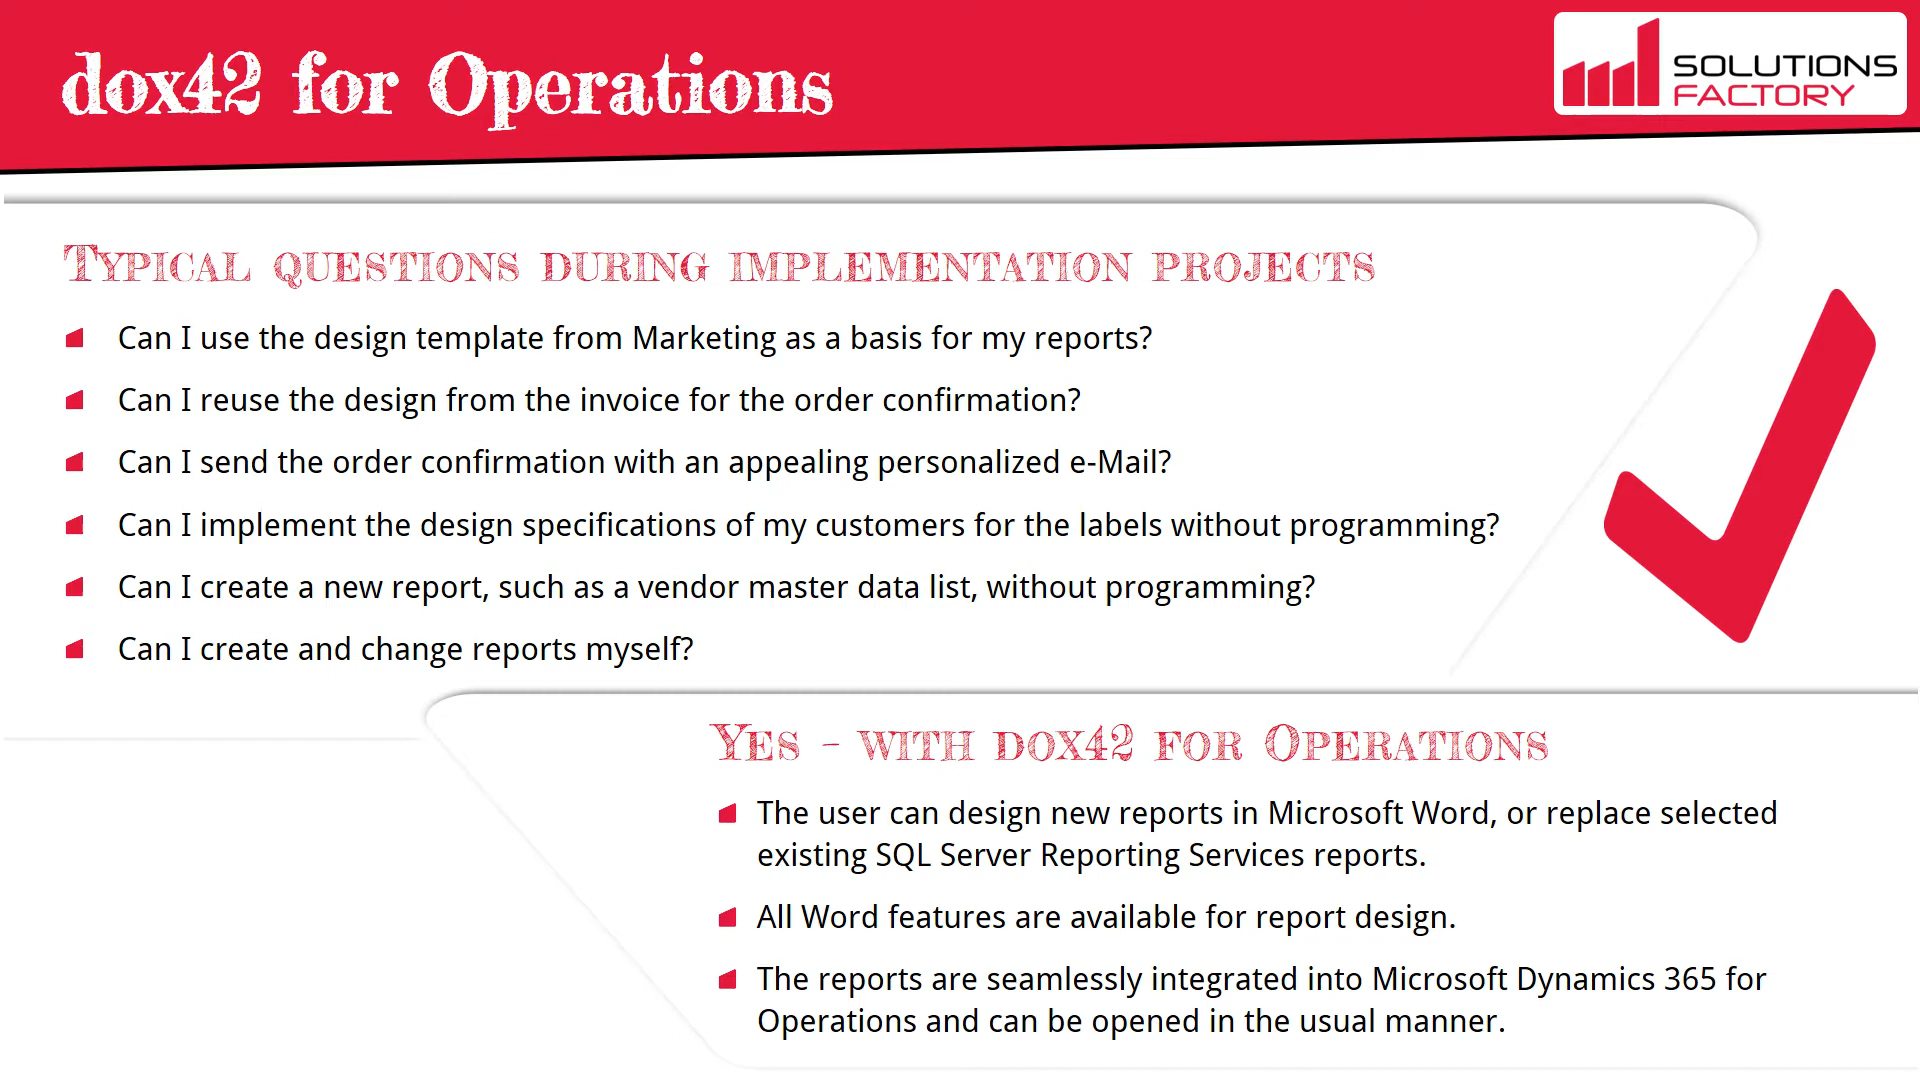 dox42 for Operations
SOLUTIONS
FACTORY
Typical questions during implementation projects
Can I use the design template from Marketing as a basis for my reports?
Can I reuse the design from the invoice for the order confirmation?
Can I send the order confirmation with an appealing personalized e-Mail?
Can I implement the design specifications of my customers for the labels without programming?
Can I create a new report, such as a vendor master data list, without programming?
Can I create and change reports myself?
Yes – with dox42 for Operations
The user can design new reports in Microsoft Word, or replace selected
existing SQL Server Reporting Services reports.
All Word features are available for report design.
The reports are seamlessly integrated into Microsoft Dynamics 365 for
Operations and can be opened in the usual manner.